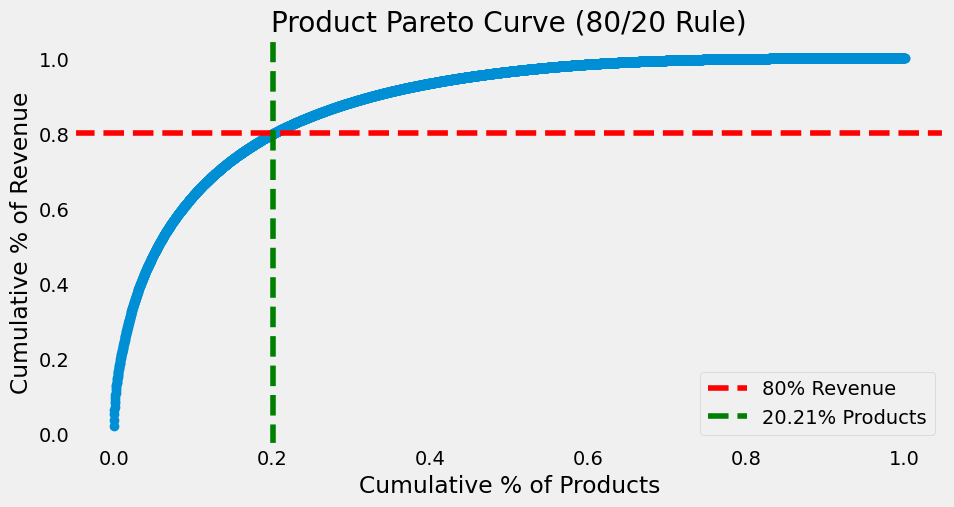 Product Pareto Curve (80/20 Rule)
Cumulative % of Revenue
1.0
0.8
0.6
0.4
0.2
0.0
80% Revenue
20.21% Products
0.0 0.2 0.4 0.6 0.8 1.0
Cumulative % of Products